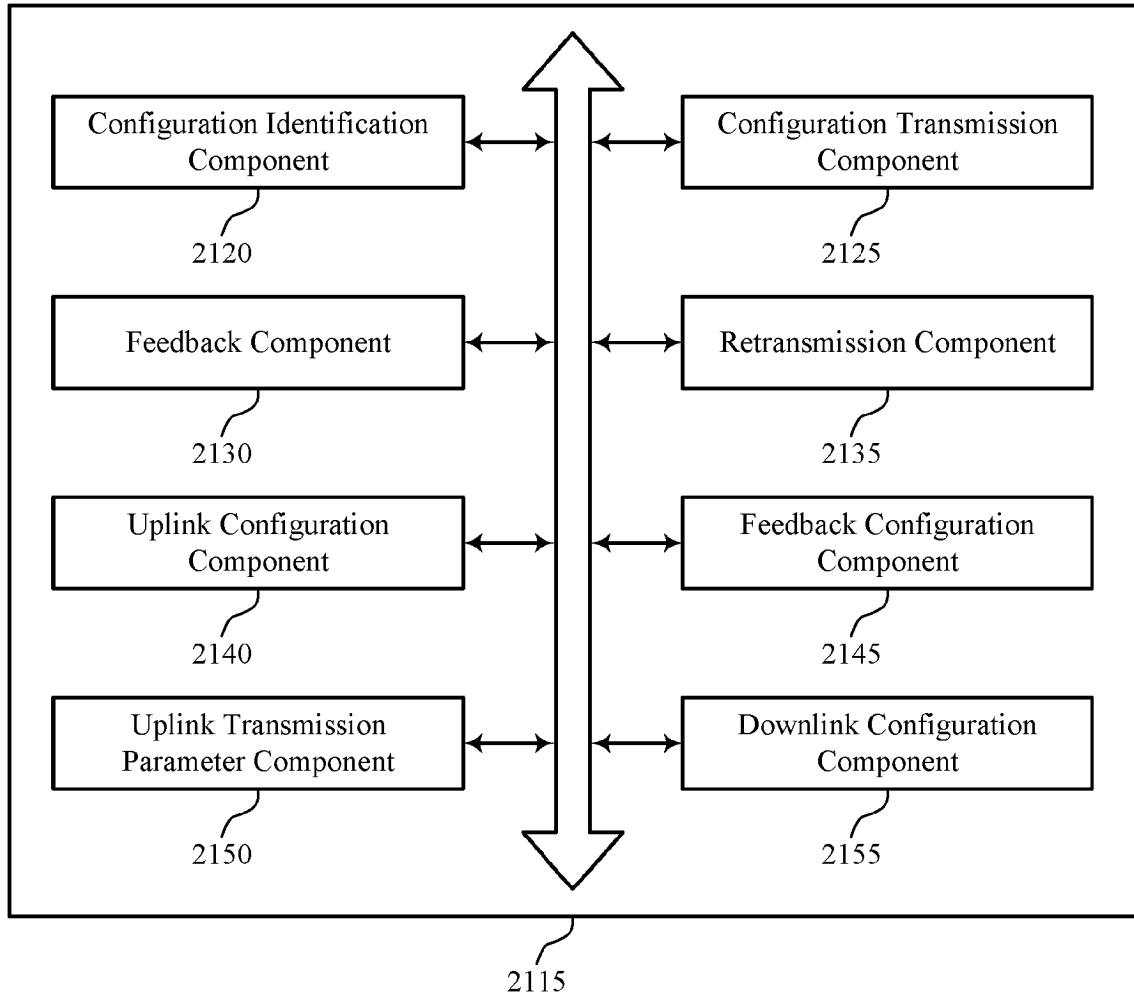 Configuration Identification
Component
2120
Configuration Transmission
Component
2125
Feedback Component
2130
Retransmission Component
2135
Uplink Configuration
Component
2140
Feedback Configuration
Component
2145
Uplink Transmission
Parameter Component
2150
Downlink Configuration
Component
2155
2115